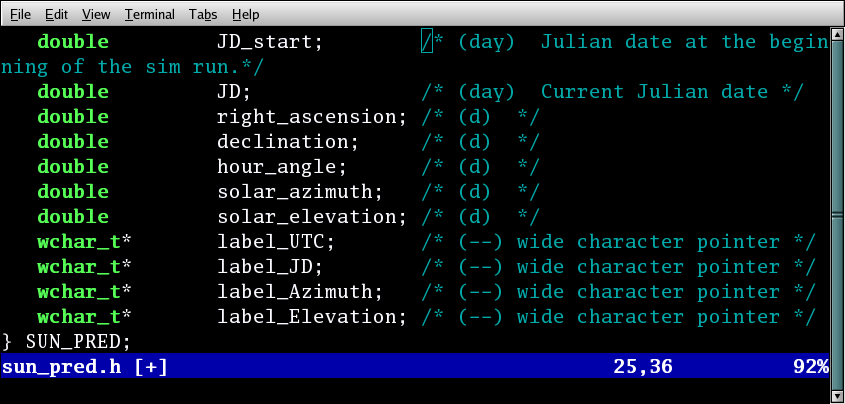 File Edit View Terminal Tabs Help
double JD_start; /* (day) Julian date at the begin
ning of the sim run.*/
double JD; /* (day) Current Julian date */
double right_ascension; /* (d) */
double declination; /* (d) */
double hour_angle; /* (d) */
double solar_azimuth; /* (d) */
double solar_elevation; /* (d) */
wchar_t* label_UTC; /* (--) wide character pointer */
wchar_t* label_JD; /* (--) wide character pointer */
wchar_t* label_Azimuth; /* (--) wide character pointer */
wchar_t* label_Elevation; /* (--) wide character pointer */
} SUN_PRED;
sun_pred.h [+] 25,36 92%